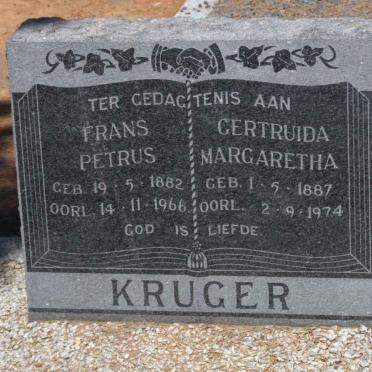 TER GEDACTENIS AAN
FRANS PETRUS
GEB. 19·5·1882
OORL. 14·11·1966
GERTRUIDA MARGARETHA
GEB. 1·5·1887
OORL. 2·9·1974
GOD IS LIEFDE.
KRUGER